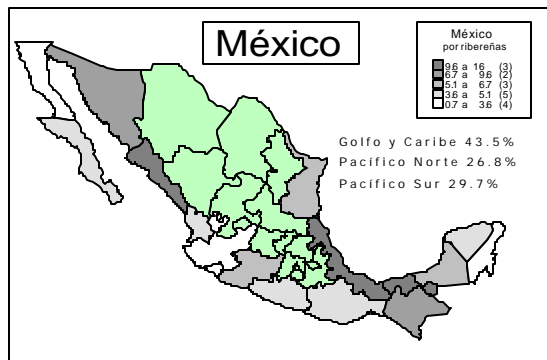 México
México
por ribereñas
9.6 a 16 (3)
6.7 a 9.6 (2)
5.1 a 6.7 (3)
3.6 a 5.1 (5)
0.7 a 3.6 (4)
Golfo y Caribe 43.5%
Pacífico Norte 26.8%
Pacífico Sur 29.7%